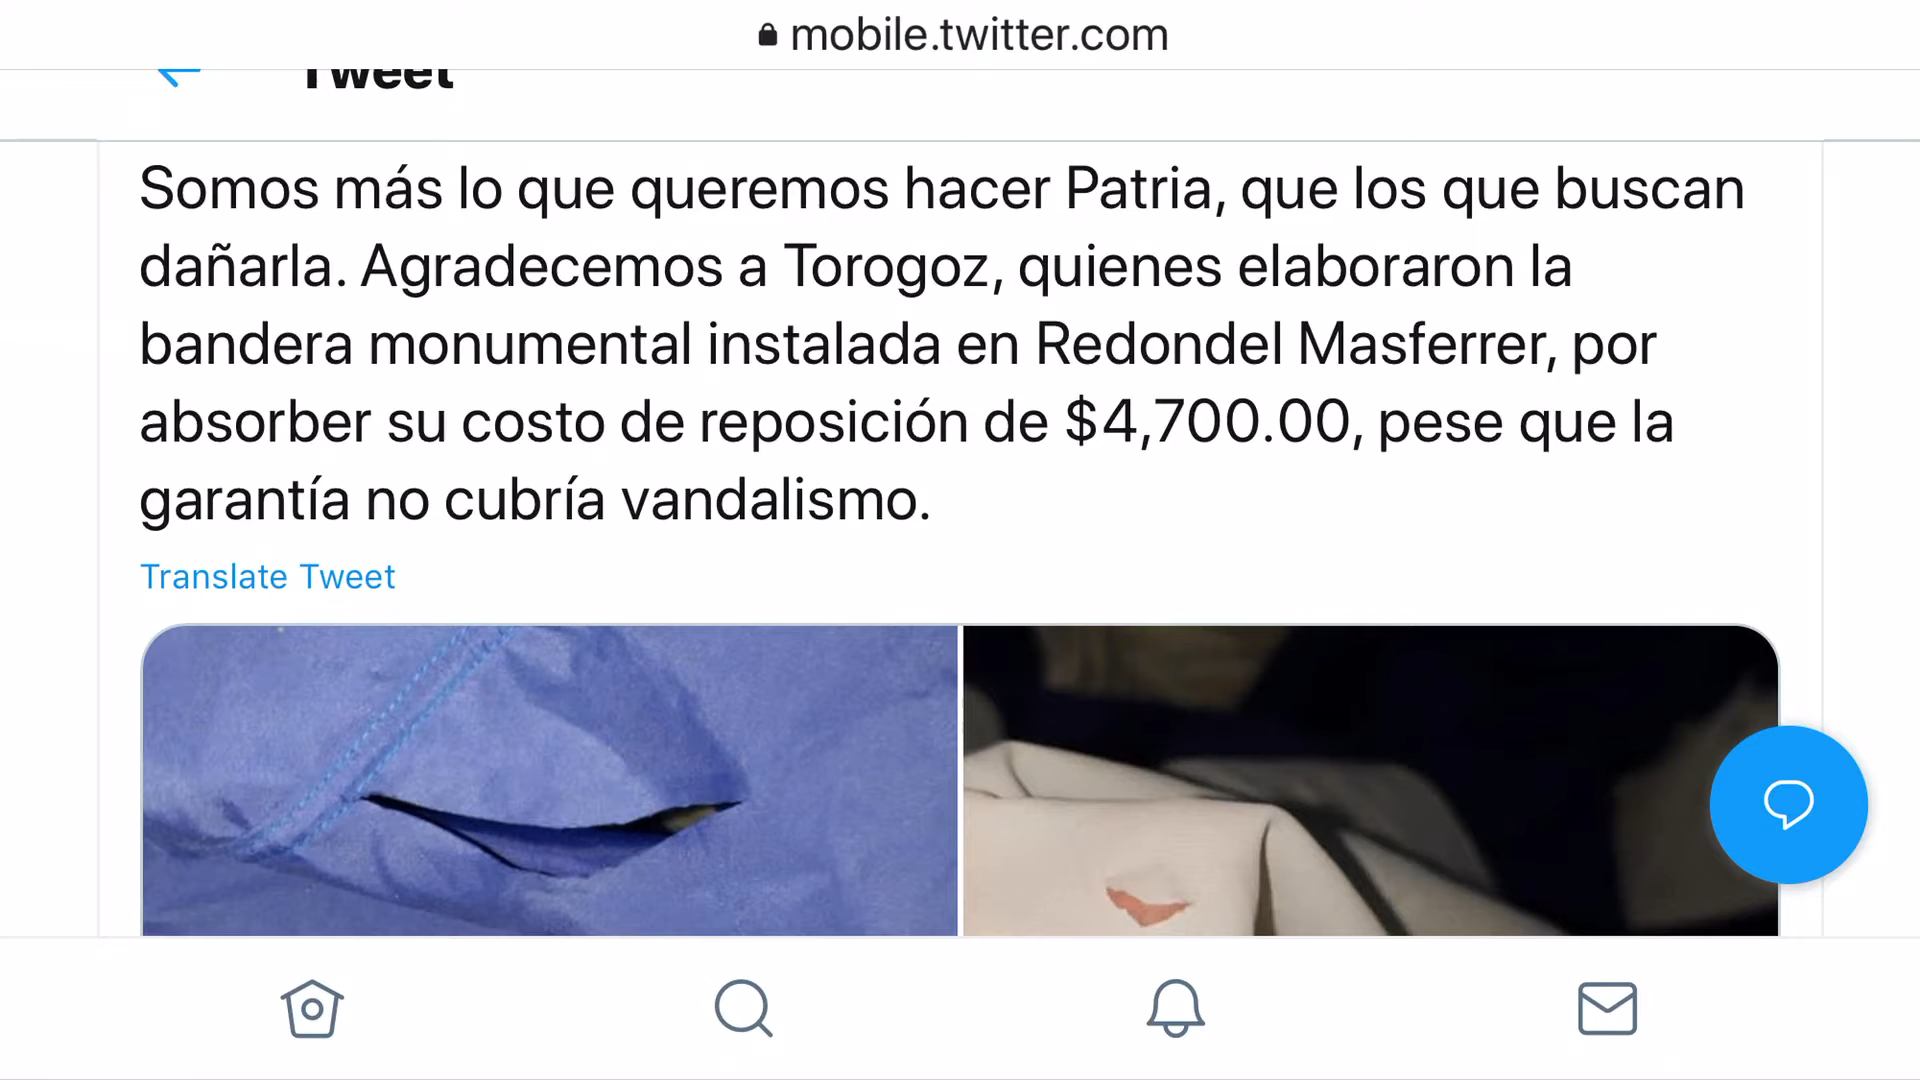 mobile.twitter.com
Tweet
Somos más lo que queremos hacer Patria, que los que buscan
dañarla. Agradecemos a Torogoz, quienes elaboraron la
bandera monumental instalada en Redondel Masferrer, por
absorber su costo de reposición de $4,700.00, pese que la
garantía no cubría vandalismo.
Translate Tweet